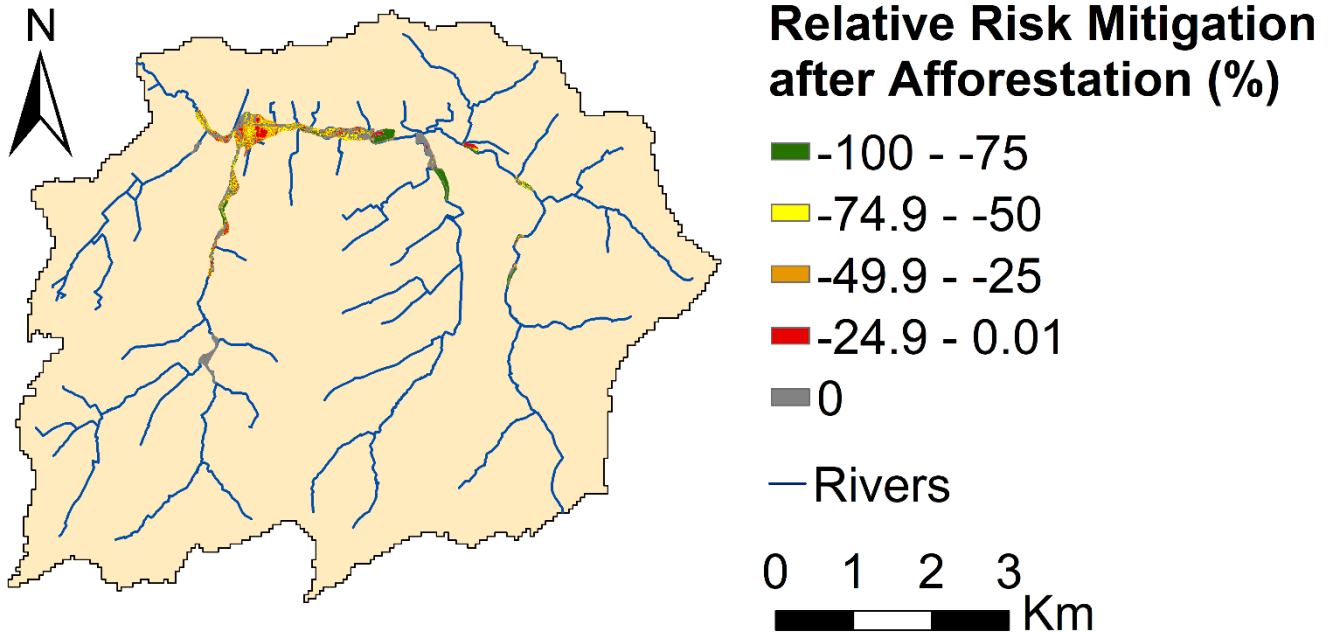 N
Relative Risk Mitigation
after Afforestation (%)
-100 - -75
-74.9 - -50
-49.9 - -25
-24.9 - 0.01
0
Rivers
0 1 2 3
Km